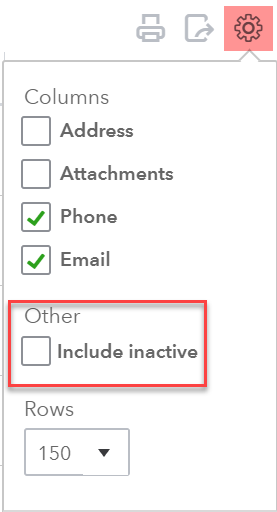 Columns
Address
Attachments
Phone
Email
Other
Include inactive
Rows
150